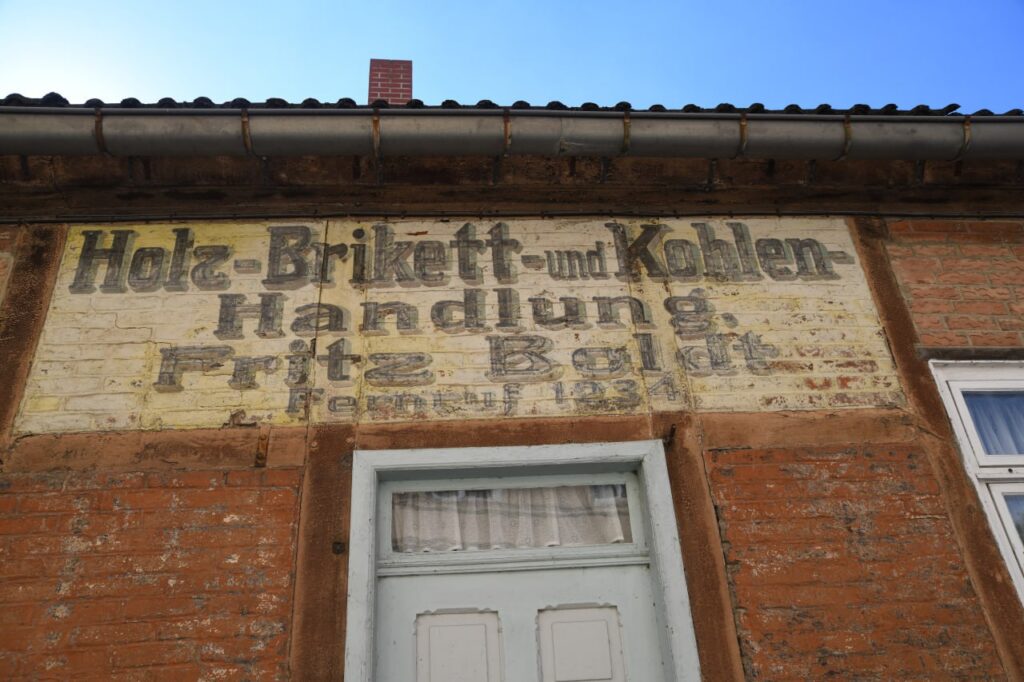 Holz-Brikett-und Kohlen-
Handlung.
Fritz Boldt
Fernruf 1234